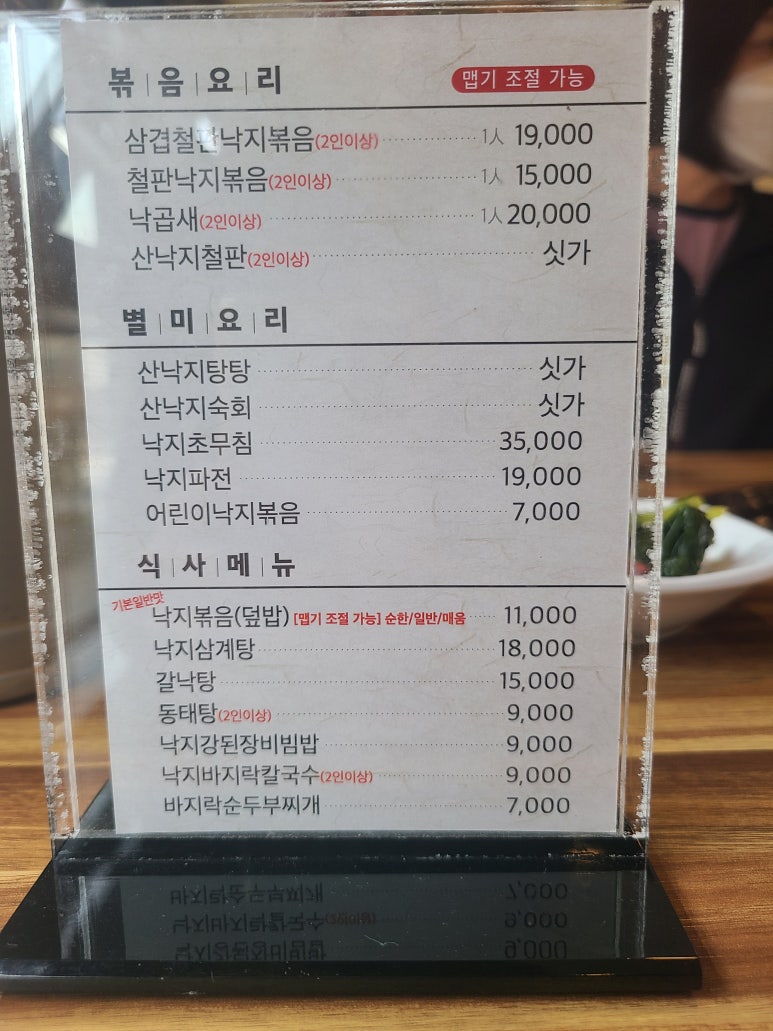 볶|음|요|리 맵기 조절 가능
삼겹철판낙지볶음(2인이상) 1人 19,000
철판낙지볶음(2인이상) 1人 15,000
낙곱새(2인이상) 1人 20,000
산낙지철판(2인이상) 싯가
별|미|요|리
산낙지탕탕 싯가
산낙지숙회 싯가
낙지초무침 35,000
낙지파전 19,000
어린이낙지볶음 7,000
식|사|메|뉴
기본일반맛
낙지볶음(덮밥) [맵기 조절 가능] 순한/일반/매움 11,000
낙지삼계탕 18,000
갈낙탕 15,000
동태탕(2인이상) 9,000
낙지강된장비빔밥 9,000
낙지바지락칼국수(2인이상) 9,000
바지락순두부찌개 7,000